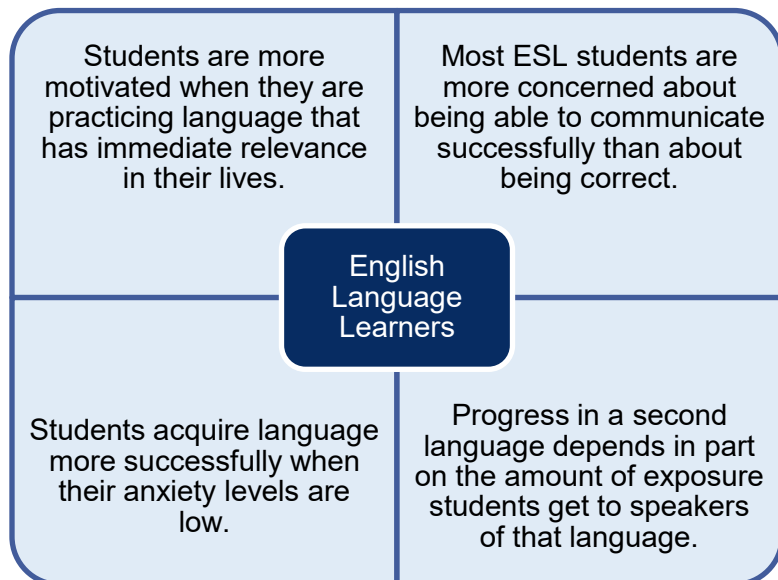 Students are more
motivated when they are
practicing language that
has immediate relevance
in their lives.
Most ESL students are
more concerned about
being able to communicate
successfully than about
being correct.
English
Language
Learners
Students acquire language
more successfully when
their anxiety levels are
low.
Progress in a second
language depends in part
on the amount of exposure
students get to speakers
of that language.